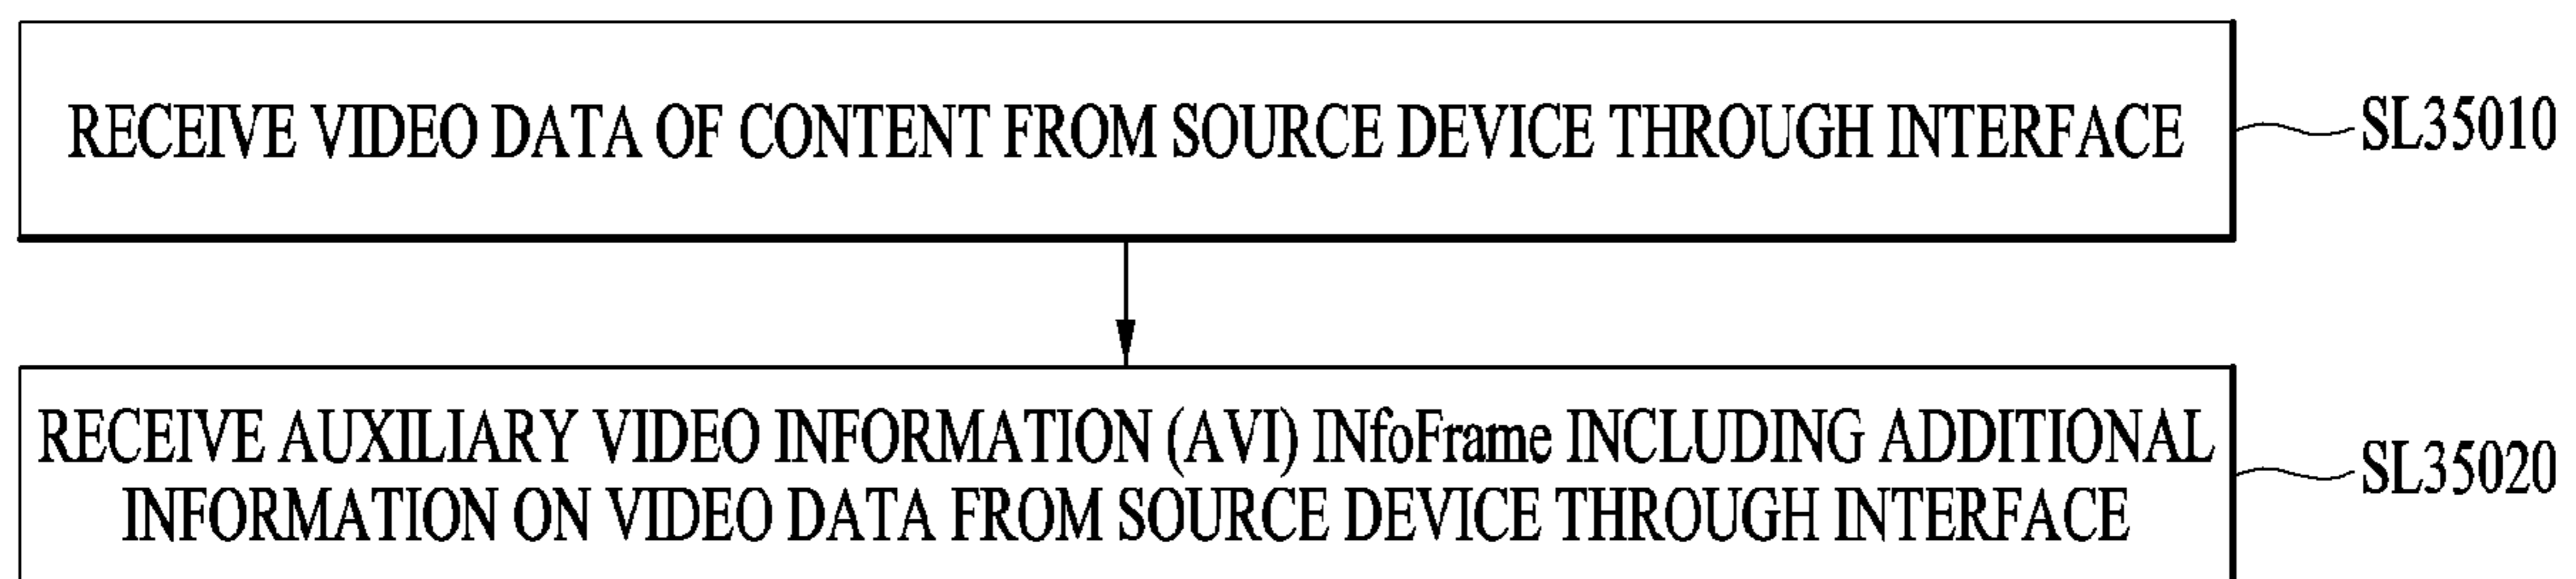 RECEIVE VIDEO DATA OF CONTENT FROM SOURCE DEVICE THROUGH INTERFACE
SL35010
RECEIVE AUXILIARY VIDEO INFORMATION (AVI) INfoFrame INCLUDING ADDITIONAL
INFORMATION ON VIDEO DATA FROM SOURCE DEVICE THROUGH INTERFACE
SL35020